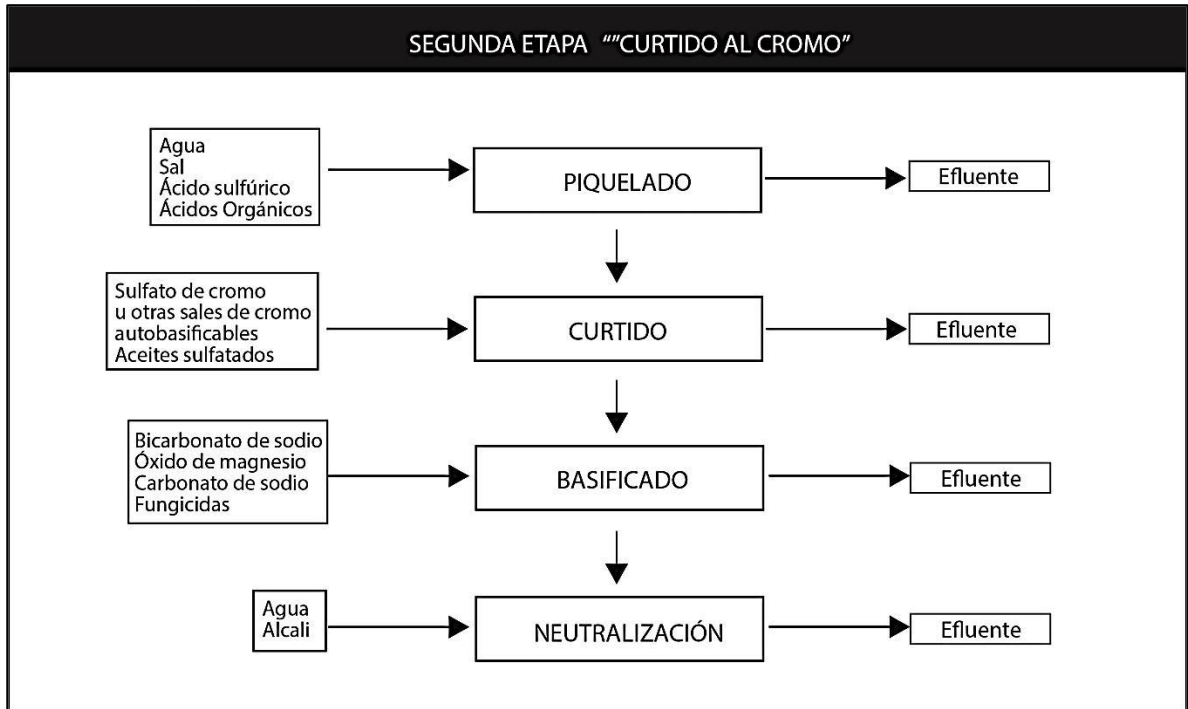 SEGUNDA ETAPA ““CURTIDO AL CROMO”
Agua
Sal
Ácido sulfúrico
Ácidos Orgánicos
PIQUELADO
Efluente
Sulfato de cromo
u otras sales de cromo
autobasificables
Aceites sulfatados
CURTIDO
Efluente
Bicarbonato de sodio
Óxido de magnesio
Carbonato de sodio
Fungicidas
BASIFICADO
Efluente
Agua
Alcali
NEUTRALIZACIÓN
Efluente